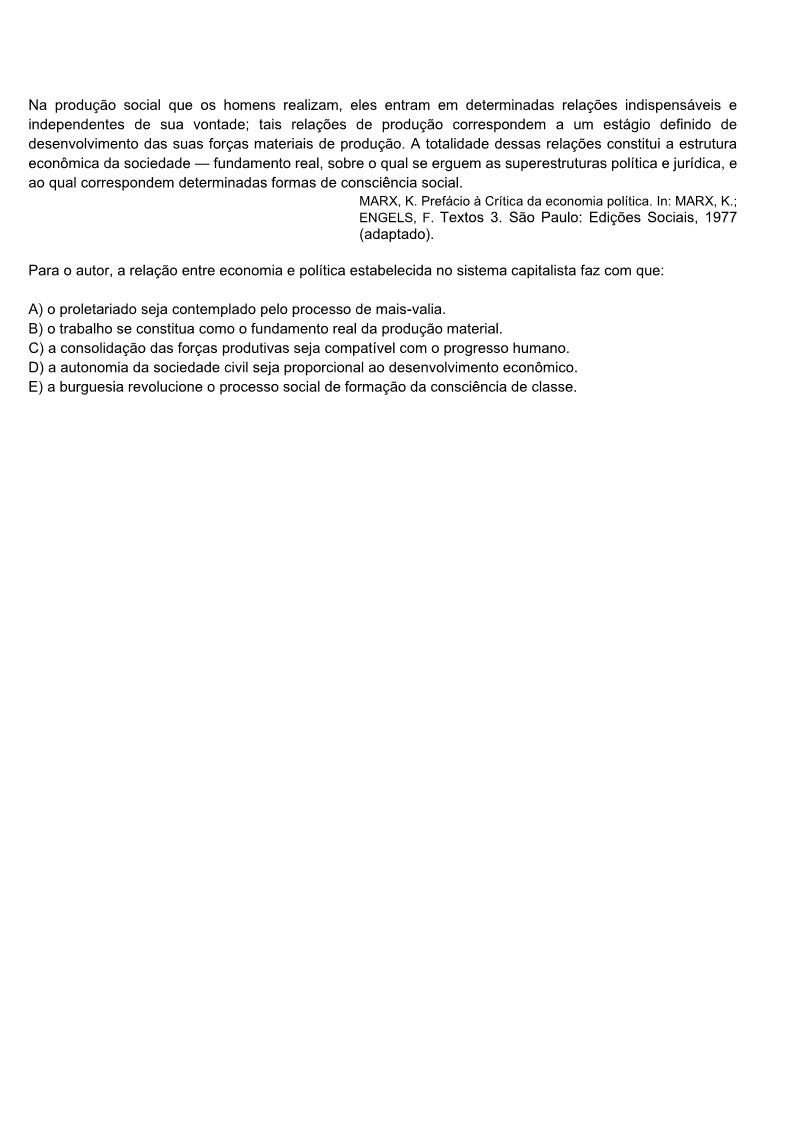 Na produção social que os homens realizam, eles entram em determinadas relações indispensáveis e
independentes de sua vontade; tais relações de produção correspondem a um estágio definido de
desenvolvimento das suas forças materiais de produção. A totalidade dessas relações constitui a estrutura
econômica da sociedade — fundamento real, sobre o qual se erguem as superestruturas política e jurídica, e
ao qual correspondem determinadas formas de consciência social.
MARX, K. Prefácio à Crítica da economia política. In: MARX, K.;
ENGELS, F. Textos 3. São Paulo: Edições Sociais, 1977
(adaptado).
Para o autor, a relação entre economia e política estabelecida no sistema capitalista faz com que:
A) o proletariado seja contemplado pelo processo de mais-valia.
B) o trabalho se constitua como o fundamento real da produção material.
C) a consolidação das forças produtivas seja compatível com o progresso humano.
D) a autonomia da sociedade civil seja proporcional ao desenvolvimento econômico.
E) a burguesia revolucione o processo social de formação da consciência de classe.